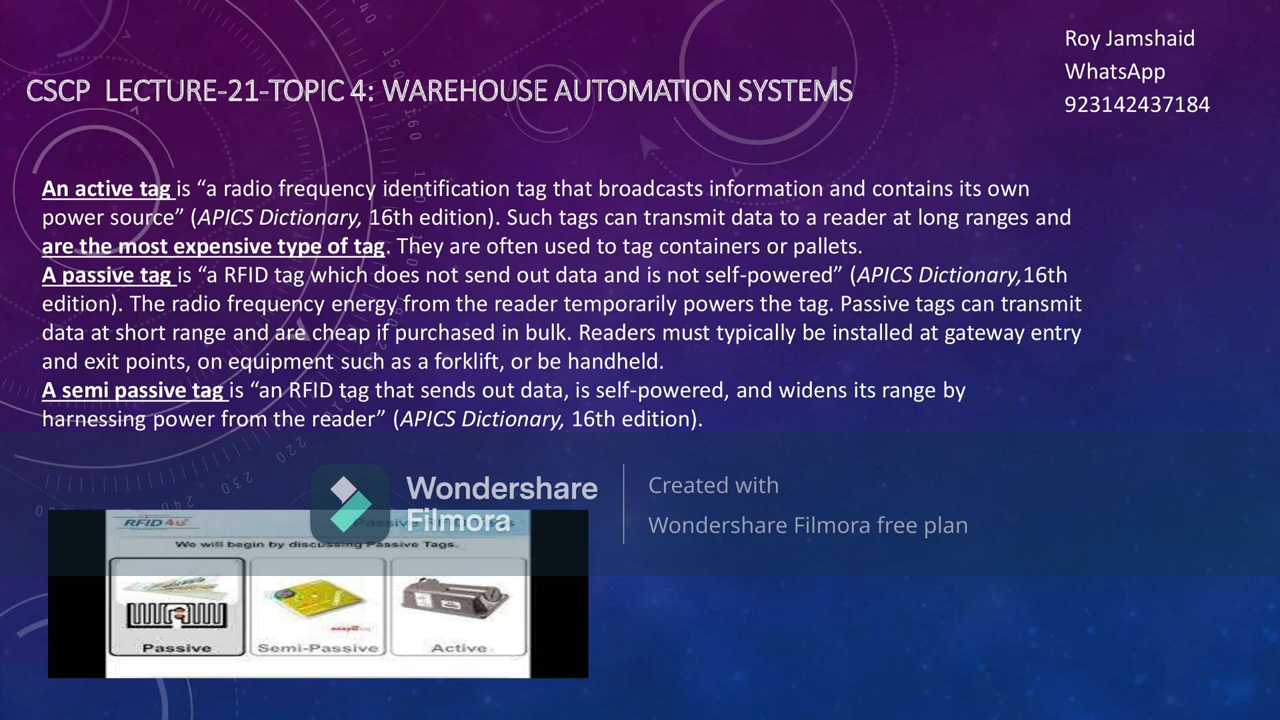 Roy Jamshaid
WhatsApp
923142437184
CSCP LECTURE-21-TOPIC 4: WAREHOUSE AUTOMATION SYSTEMS
An active tag is “a radio frequency identification tag that broadcasts information and contains its own
power source” (APICS Dictionary, 16th edition). Such tags can transmit data to a reader at long ranges and
are the most expensive type of tag. They are often used to tag containers or pallets.
A passive tag is “a RFID tag which does not send out data and is not self-powered” (APICS Dictionary,16th
edition). The radio frequency energy from the reader temporarily powers the tag. Passive tags can transmit
data at short range and are cheap if purchased in bulk. Readers must typically be installed at gateway entry
and exit points, on equipment such as a forklift, or be handheld.
A semi passive tag is “an RFID tag that sends out data, is self-powered, and widens its range by
harnessing power from the reader” (APICS Dictionary, 16th edition).
Wondershare
Filmora
Created with
Wondershare Filmora free plan
RFID4U
We will begin by discussing Passive Tags.
Passive
Semi-Passive
Active
150
160
220
230
240